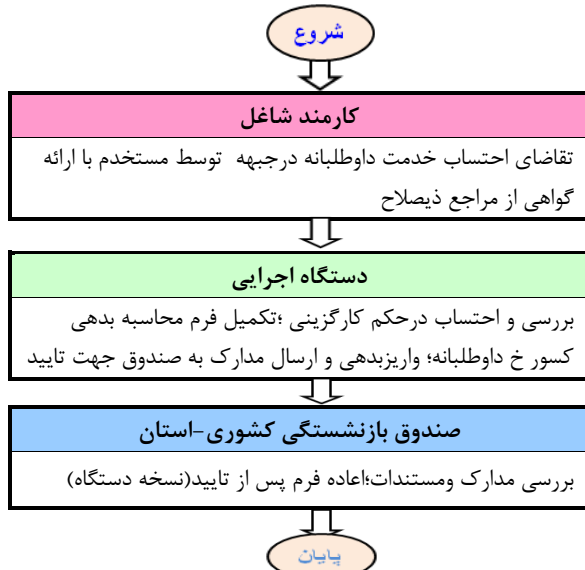 شروع
کارمند شاغل
تقاضای احتساب خدمت داوطلبانه درجبهه توسط مستخدم با ارائه
گواهی از مراجع ذیصلاح
دستگاه اجرایی
بررسی و احتساب درحکم کارگزینی ؛تکمیل فرم محاسبه بدهی
کسور خ داوطلبانه؛ واریزبدهی و ارسال مدارک به صندوق جهت تایید
صندوق بازنشستگی کشوری-استان
بررسی مدارک ومستندات؛اعاده فرم پس از تایید(نسخه دستگاه)
پایان